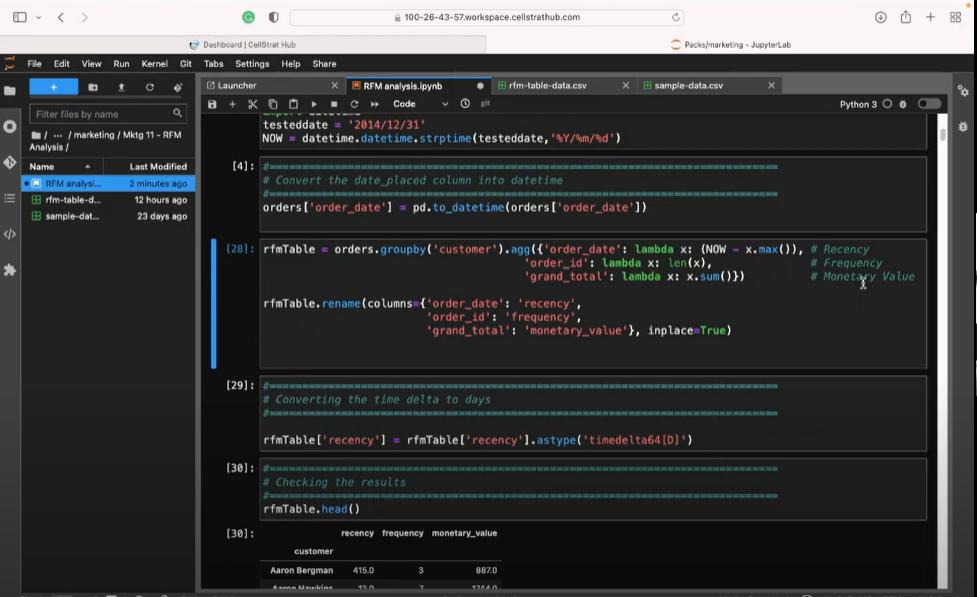 100-26-43-57.workspace.cellstrathub.com
Dashboard | CellStrat Hub
Packs/marketing - JupyterLab
File Edit View Run Kernel Git Tabs Settings Help Share
Launcher
RFM analysis.ipynb
rfm-table-data.csv
sample-data.csv
Code
git
Python 3
Filter files by name
/ ··· / marketing / Mktg 11 - RFM
Analysis /
Name Last Modified
RFM analysi... 2 minutes ago
rfm-table-d... 12 hours ago
sample-dat... 23 days ago
testeddate = '2014/12/31'
NOW = datetime.datetime.strptime(testeddate,'%Y/%m/%d')
[4]: #==============================================================
# Convert the date_placed column into datetime
#==============================================================
orders['order_date'] = pd.to_datetime(orders['order_date'])
[28]: rfmTable = orders.groupby('customer').agg({'order_date': lambda x: (NOW - x.max()), # Recency
'order_id': lambda x: len(x), # Frequency
'grand_total': lambda x: x.sum()}) # Monetary Value
rfmTable.rename(columns={'order_date': 'recency',
'order_id': 'frequency',
'grand_total': 'monetary_value'}, inplace=True)
[29]: #==============================================================
# Converting the time delta to days
#==============================================================
rfmTable['recency'] = rfmTable['recency'].astype('timedelta64[D]')
[30]: #==============================================================
# Checking the results
#==============================================================
rfmTable.head()
[30]: recency frequency monetary_value
customer
Aaron Bergman 415.0 3 887.0
Aaron Hawkins 12.0 7 1744.0